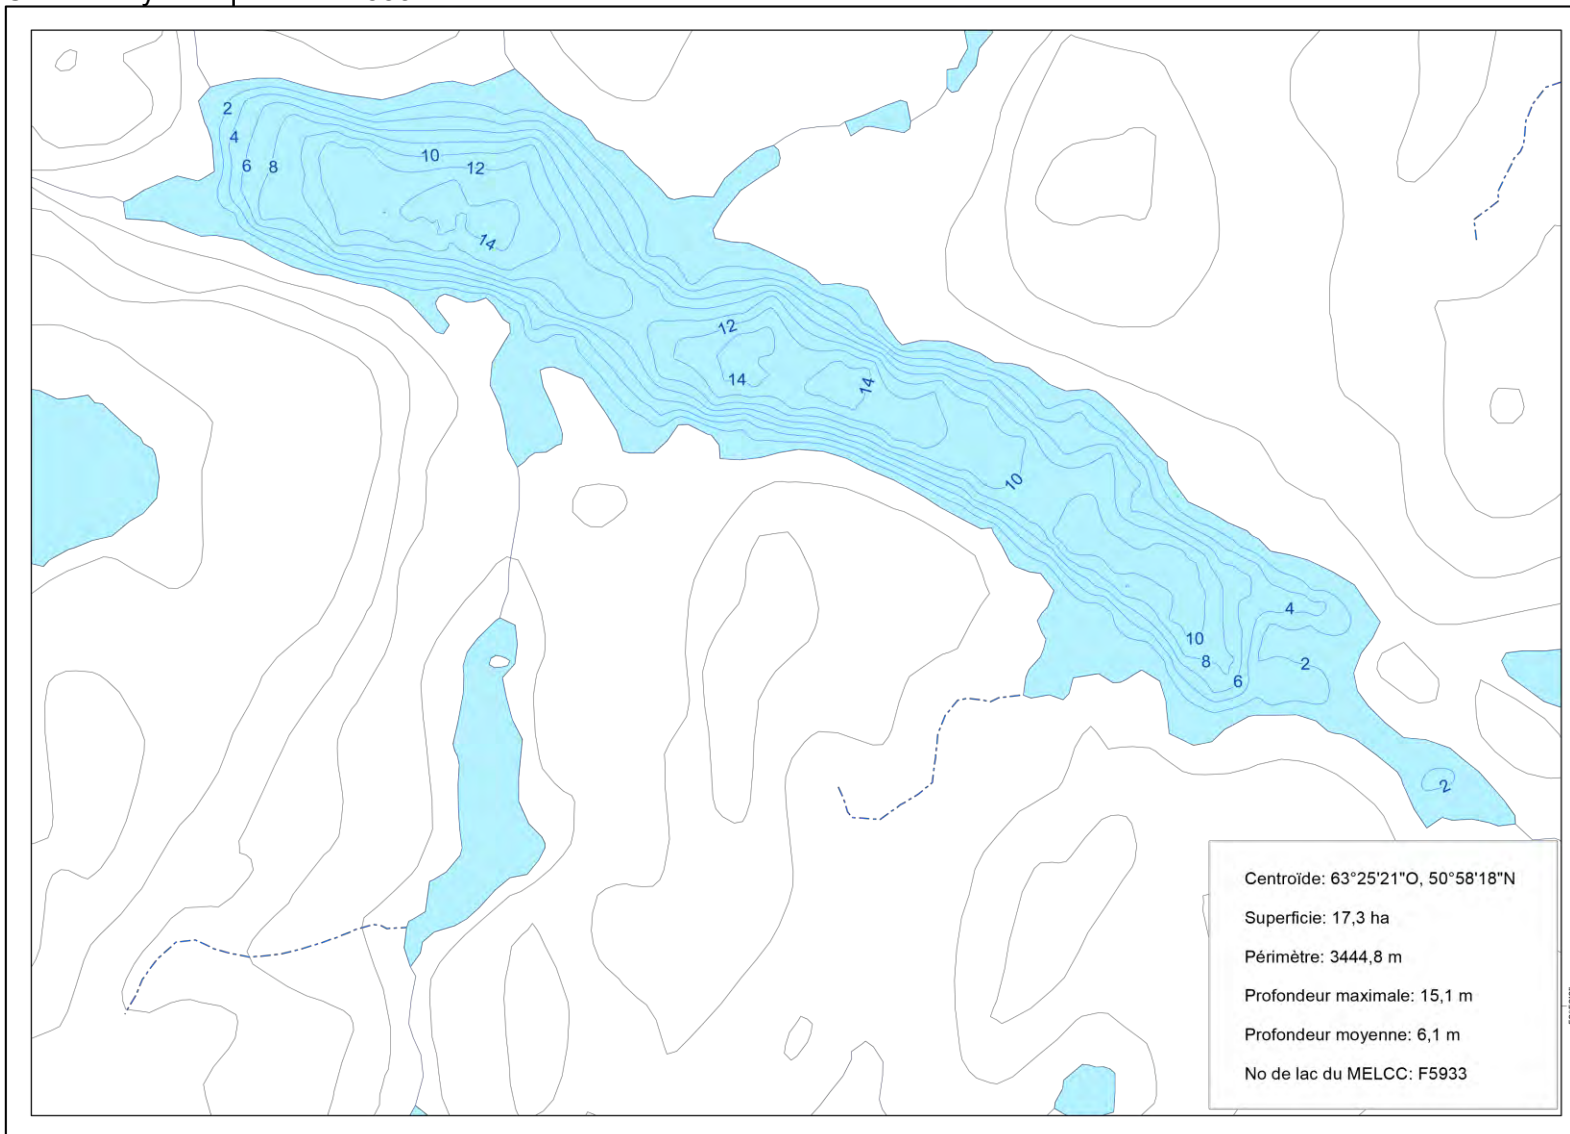 2
4
6
8
10
12
14
12
14
14
10
4
2
10
8
6
2
Centroïde: 63°25'21"O, 50°58'18"N
Superficie: 17,3 ha
Périmètre: 3444,8 m
Profondeur maximale: 15,1 m
Profondeur moyenne: 6,1 m
No de lac du MELCC: F5933